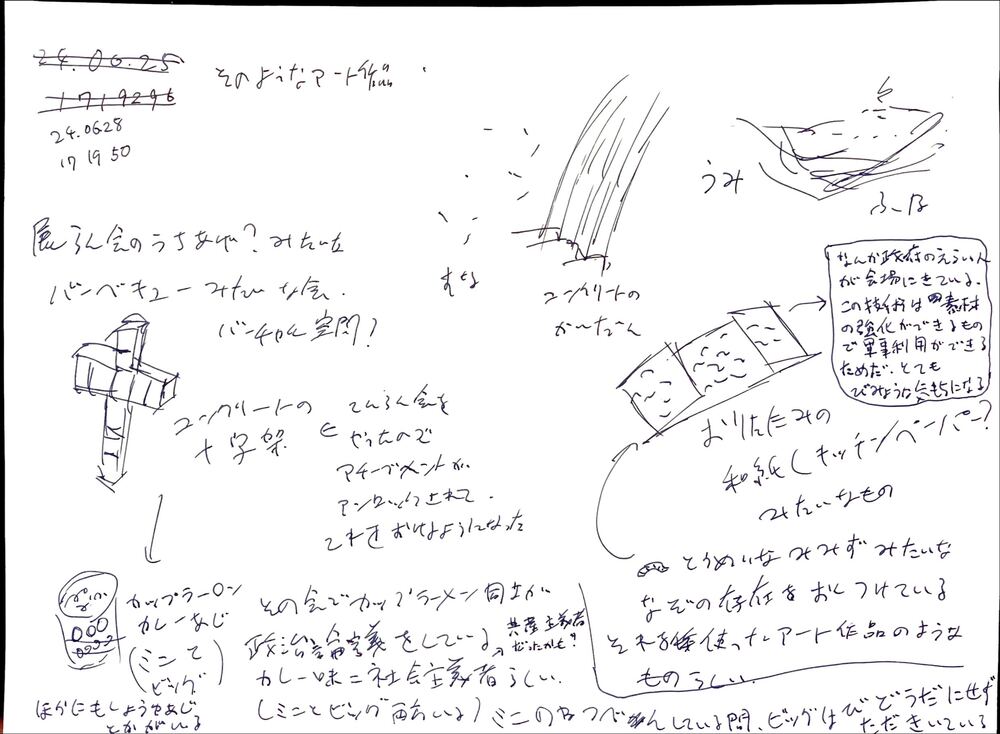 24.06.25
1719296
24.0628
17 19 50
そのようなアート作品
うみ
ふね
すな
コンクリートの
かいだん
展らん会のうちあげ?みたいな
バーベキューみたいな会.
バーチャル空間?
コンクリートの
十字架
てんらん会を
やったので
アチーブメントが
アンロックされて.
これをおけるようになった
なんか政府のえらい人
が会場にきている.
この技術は素材
の強化ができるもの
で軍事利用ができる
ためだ.とても
びみょうな気もちになる
おりたたみの
和紙(キッチンペーパー?
みたいなもの
とうめいなみみずみたいな
なぞの存在をおしつけている
それを使ったアート作品のような
ものらしい.
カップラーメン
カレーあじ
(ミニと
ビッグ)
ほかにもしょうゆあじ
とかがいる
その会でカップラーメン同士が
政治論議をしている.
共産主義者
だったかも?
カレー味=社会主義者らしい.
(ミニとビッグ両方いる)
ミニの方がべんしている間、ビッグはびどうだにせず
ただきいている